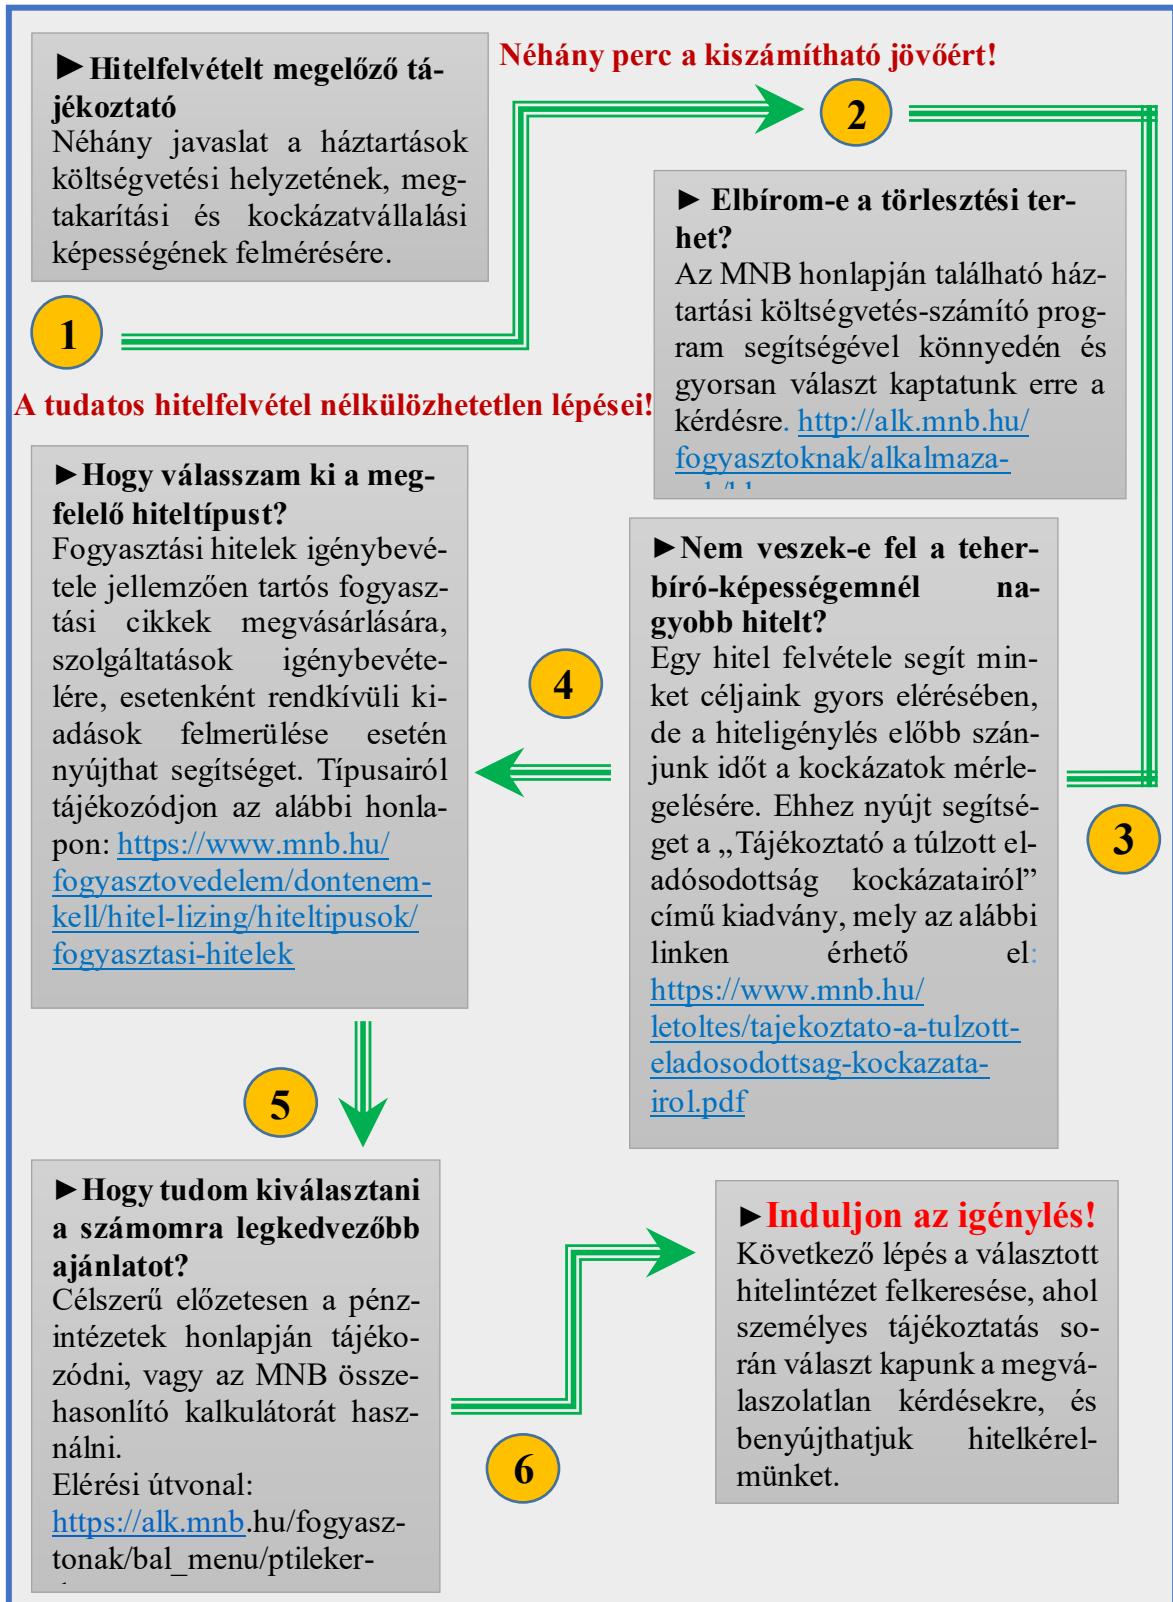 ►Hitelfelvételt megelőző tá-
jékoztató
Néhány javaslat a háztartások
költségvetési helyzetének, meg-
takarítási és kockázatvállalási
képességének felmérésére.
Néhány perc a kiszámítható jövőért!
1
2
► Elbírom-e a törlesztési ter-
het?
Az MNB honlapján található ház-
tartási költségvetés-számító prog-
ram segítségével könnyedén és
gyorsan választ kaptatunk erre a
kérdésre. http://alk.mnb.hu/
fogyasztoknak/alkalmaza-
A tudatos hitelfelvétel nélkülözhetetlen lépései!
3
►Nem veszek-e fel a teher-
bíró-képességemnél na-
gyobb hitelt?
Egy hitel felvétele segít min-
ket céljaink gyors elérésében,
de a hiteligénylés előbb szán-
junk időt a kockázatok mérle-
gelésére. Ehhez nyújt segítsé-
get a „Tájékoztató a túlzott el-
adósodottság kockázatairól”
című kiadvány, mely az alábbi
linken érhető el:
https://www.mnb.hu/
letoltes/tajekoztato-a-tulzott-
eladosodottsag-kockazata-
irol.pdf
4
►Hogy válasszam ki a meg-
felelő hiteltípust?
Fogyasztási hitelek igénybevé-
tele jellemzően tartós fogyasz-
tási cikkek megvásárlására,
szolgáltatások igénybevéte-
lére, esetenként rendkívüli ki-
adások felmerülése esetén
nyújthat segítséget. Típusairól
tájékozódjon az alábbi honla-
pon: https://www.mnb.hu/
fogyasztovedelem/dontenem-
kell/hitel-lizing/hiteltipusok/
fogyasztasi-hitelek
5
►Hogy tudom kiválasztani
a számomra legkedvezőbb
ajánlatot?
Célszerű előzetesen a pénz-
intézetek honlapján tájéko-
zódni, vagy az MNB össze-
hasonlító kalkulátorát hasz-
nálni.
Elérési útvonal:
https://alk.mnb.hu/fogyasz-
tonak/bal_menu/ptileker-
6
►Induljon az igénylés!
Következő lépés a választott
hitelintézet felkeresése, ahol
személyes tájékoztatás so-
rán választ kapunk a megvá-
laszolatlan kérdésekre, és
benyújthatjuk hitelkérel-
münket.